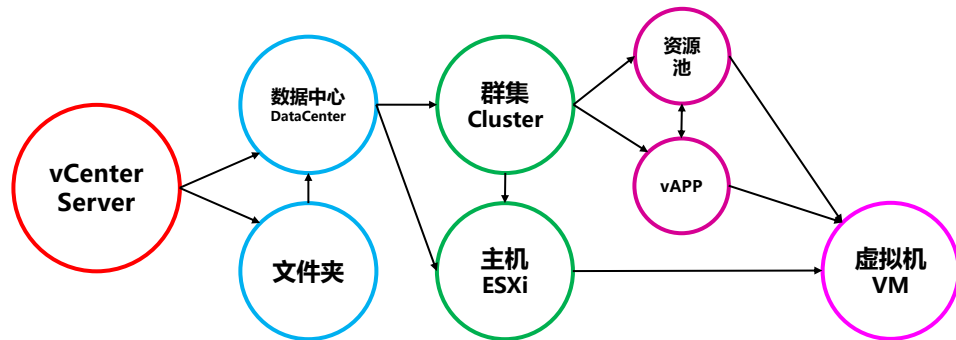 vCenter
Server
数据中心
DataCenter
文件夹
群集
Cluster
主机
ESXi
资源
池
vAPP
虚拟机
VM